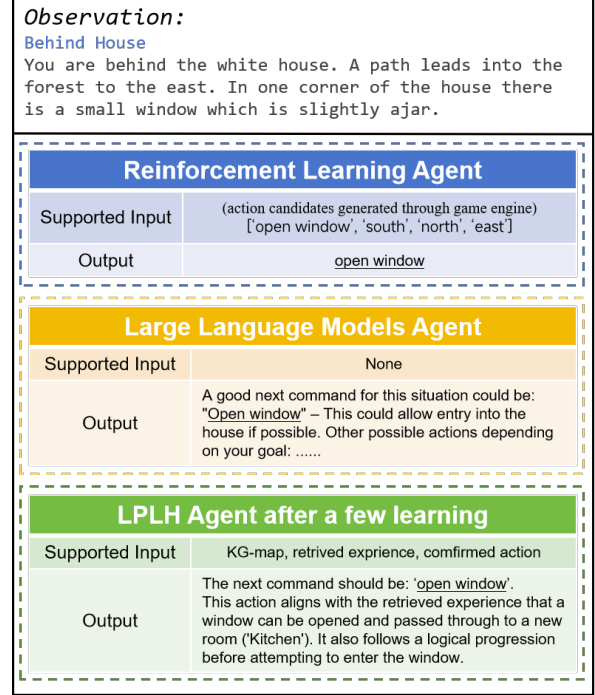 Observation:
Behind House
You are behind the white house. A path leads into the
forest to the east. In one corner of the house there
is a small window which is slightly ajar.
Reinforcement Learning Agent
Supported Input
(action candidates generated through game engine)
['open window', 'south', 'north', 'east']
Output
open window
Large Language Models Agent
Supported Input
None
Output
A good next command for this situation could be:
"Open window" – This could allow entry into the
house if possible. Other possible actions depending
on your goal: ......
LPLH Agent after a few learning
Supported Input
KG-map, retrived exprience, comfirmed action
Output
The next command should be: 'open window'.
This action aligns with the retrieved experience that a
window can be opened and passed through to a new
room ('Kitchen'). It also follows a logical progression
before attempting to enter the window.